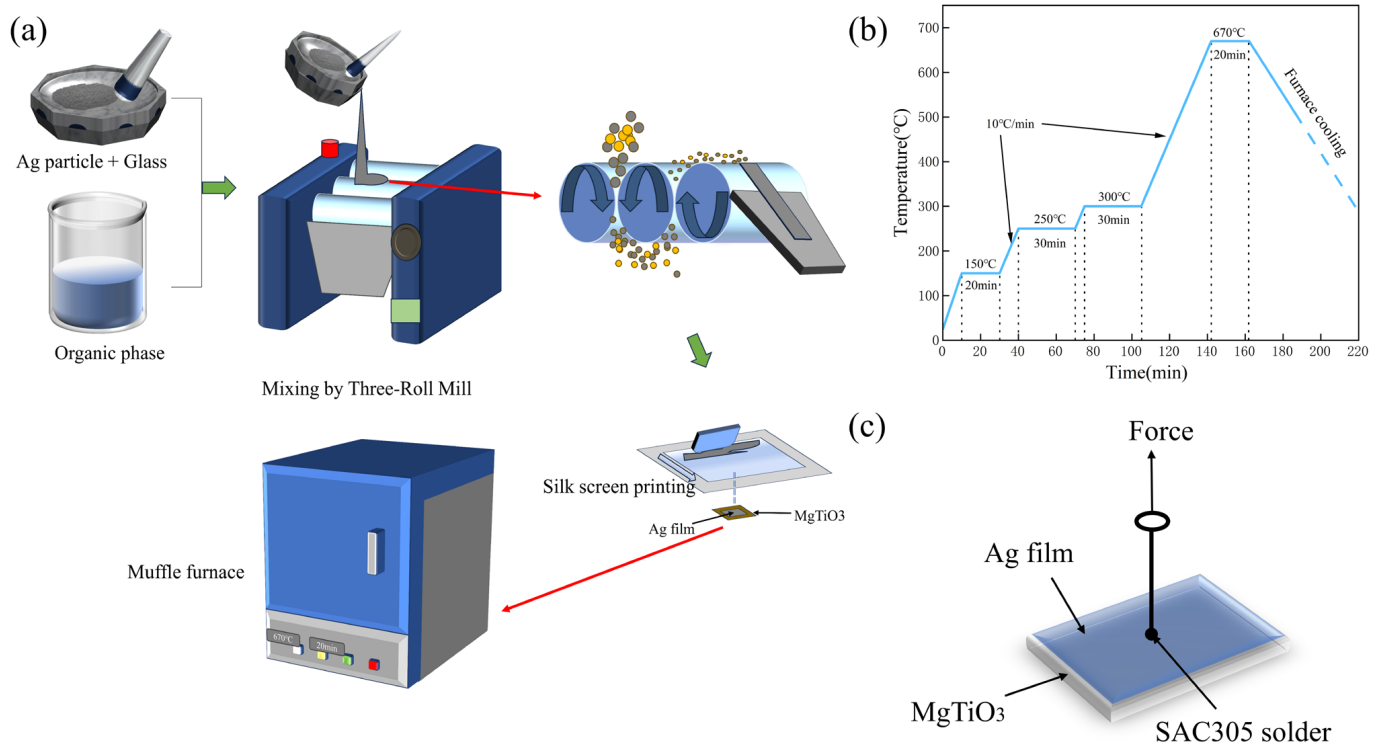 (a)
Ag particle + Glass
Organic phase
Mixing by Three-Roll Mill
Silk screen printing
Ag film
MgTiO3
Muffle furnace
670℃
20min
(b)
Temperature(℃)
700
600
500
400
300
200
100
0
0 20 40 60 80 100 120 140 160 180 200 220
Time(min)
150℃
20min
250℃
30min
300℃
30min
670℃
20min
10℃/min
Furnace cooling
(c)
Force
Ag film
MgTiO3
SAC305 solder